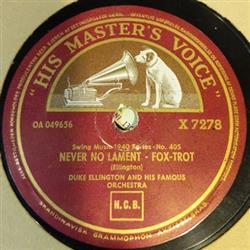 "HIS MASTER'S VOICE"
OA 049656
X 7278
Swing Music 1940 Series - No. 405
NEVER NO LAMENT - FOX-TROT
(Ellington)
DUKE ELLINGTON AND HIS FAMOUS
ORCHESTRA
N.C.B.
SKANDINAVISK GRAMMOPHON AKTIESELSKAB